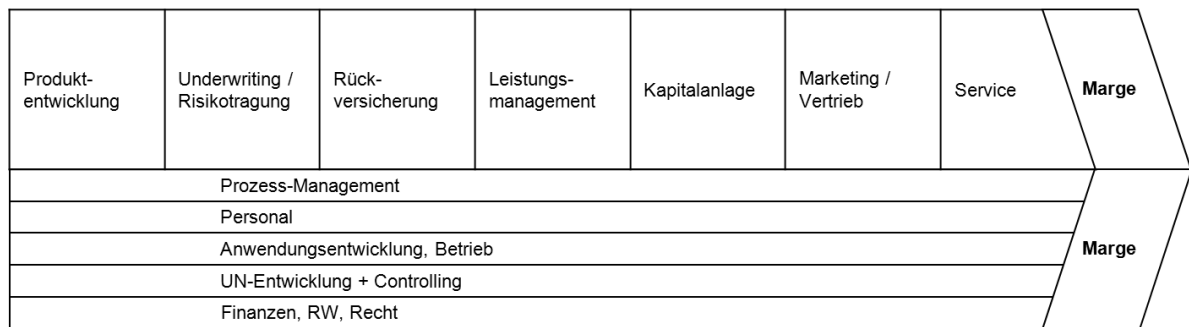 Produkt-
entwicklung
Underwriting /
Risikotragung
Rück-
versicherung
Leistungs-
management
Kapitalanlage
Marketing /
Vertrieb
Service
Marge
Prozess-Management
Personal
Anwendungsentwicklung, Betrieb
UN-Entwicklung + Controlling
Finanzen, RW, Recht
Marge